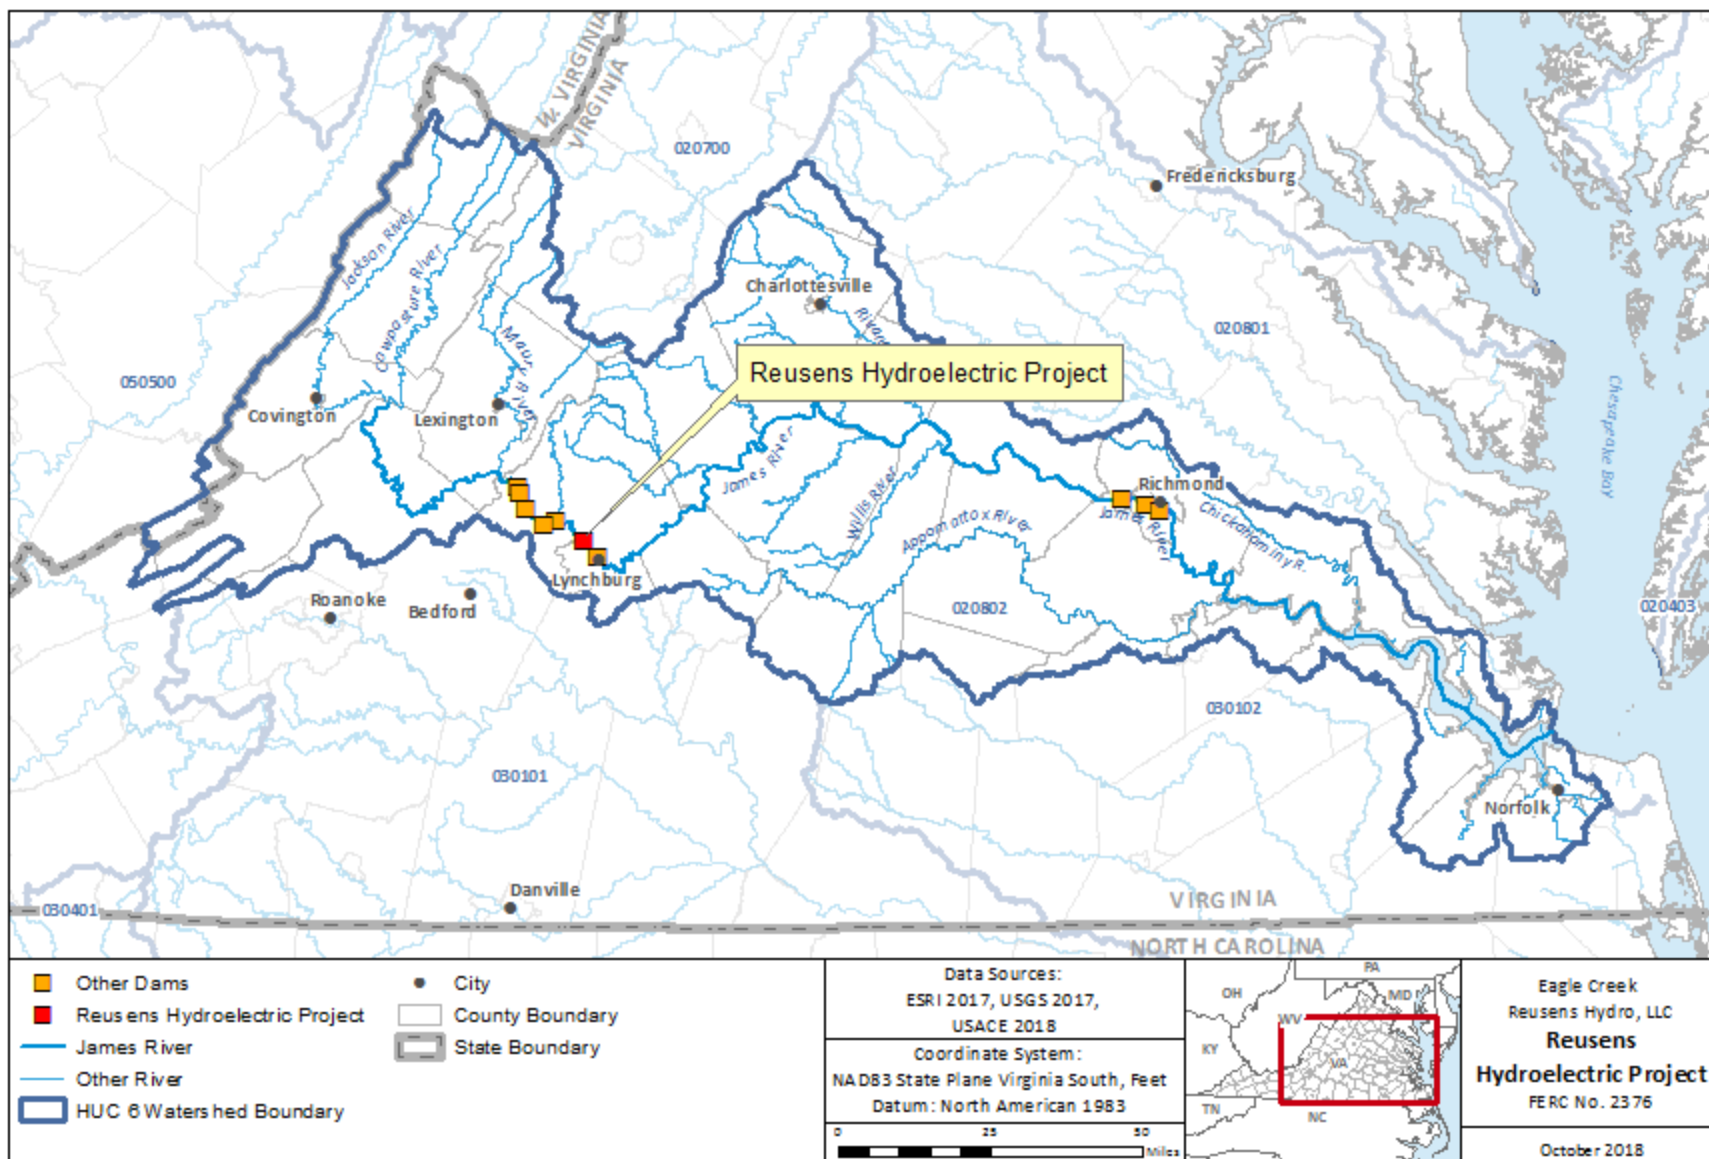 W. VIRGINIA
VIRGINIA
020700
Fredericksburg
Jackson River
Cowpasture River
Charlottesville
Maury River
020801
050500
Reusens Hydroelectric Project
Chesapeake Bay
Covington
Lexington
James River
Willis River
Richmond
James River
Chickahominy R.
Appomattox River
Lynchburg
Roanoke
Bedford
020802
020403
030102
030101
Norfolk
Danville
030401
VIRGINIA
NORTH CAROLINA
Other Dams
Reusens Hydroelectric Project
James River
Other River
HUC 6 Watershed Boundary
City
County Boundary
State Boundary
Data Sources:
ESRI 2017, USGS 2017,
USACE 2018
Coordinate System:
NAD83 State Plane Virginia South, Feet
Datum: North American 1983
0 25 50
Miles
PA
OH
MD
WV
KY
VA
TN
NC
Eagle Creek
Reusens Hydro, LLC
Reusens
Hydroelectric Project
FERC No. 2376
October 2018